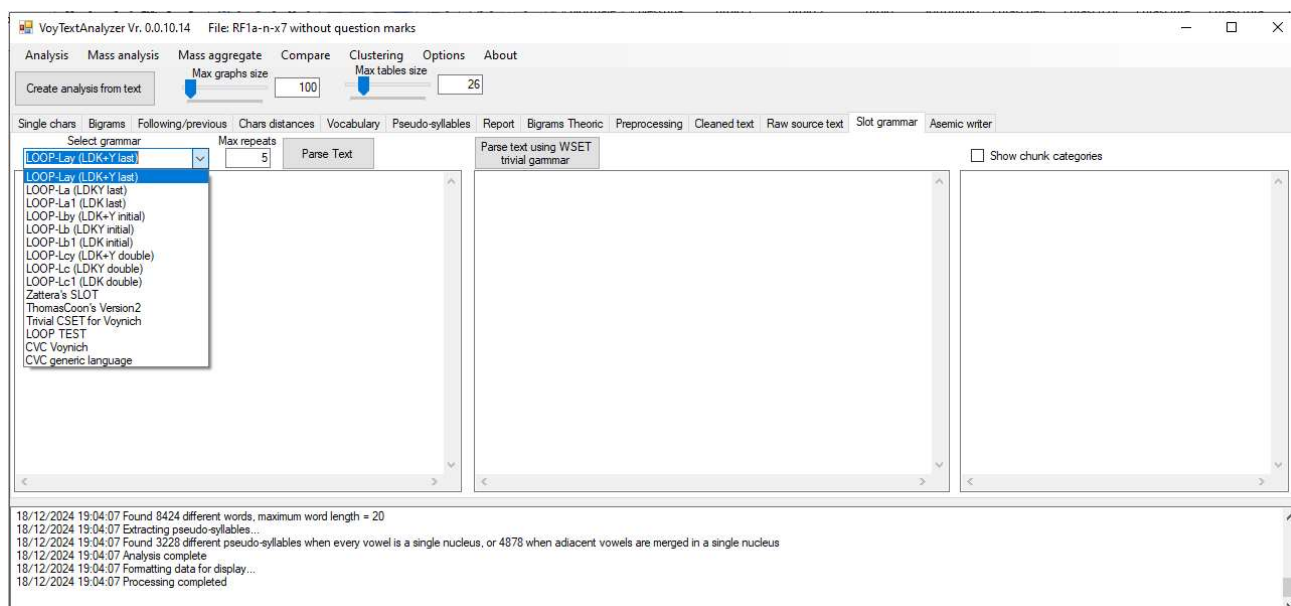 VoyTextAnalyzer Vr. 0.0.10.14 File: RF1a-n-x7 without question marks
Analysis Mass analysis Mass aggregate Compare Clustering Options About
Create analysis from text Max graphs size 100 Max tables size 26
Single chars Bigrams Following/previous Chars distances Vocabulary Pseudo-syllables Report Bigrams Theoric Preprocessing Cleaned text Raw source text Slot grammar Asemic writer
Select grammar Max repeats
LOOP-Lay (LDK+Y last) 5 Parse Text Parse text using WSET
trivial gammar Show chunk categories
LOOP-Lay (LDK+Y last)
LOOP-La (LDKY last)
LOOP-La1 (LDK last)
LOOP-Lby (LDK+Y initial)
LOOP-Lb (LDKY initial)
LOOP-Lb1 (LDK initial)
LOOP-Lcy (LDK+Y double)
LOOP-Lc (LDKY double)
LOOP-Lc1 (LDK double)
Zattera's SLOT
ThomasCoon's Version2
Trivial CSET for Voynich
LOOP TEST
CVC Voynich
CVC generic language
18/12/2024 19:04:07 Found 8424 different words, maximum word length = 20
18/12/2024 19:04:07 Extracting pseudo-syllables...
18/12/2024 19:04:07 Found 3228 different pseudo-syllables when every vowel is a single nucleus, or 4878 when adiacent vowels are merged in a single nucleus
18/12/2024 19:04:07 Analysis complete
18/12/2024 19:04:07 Formatting data for display...
18/12/2024 19:04:07 Processing completed